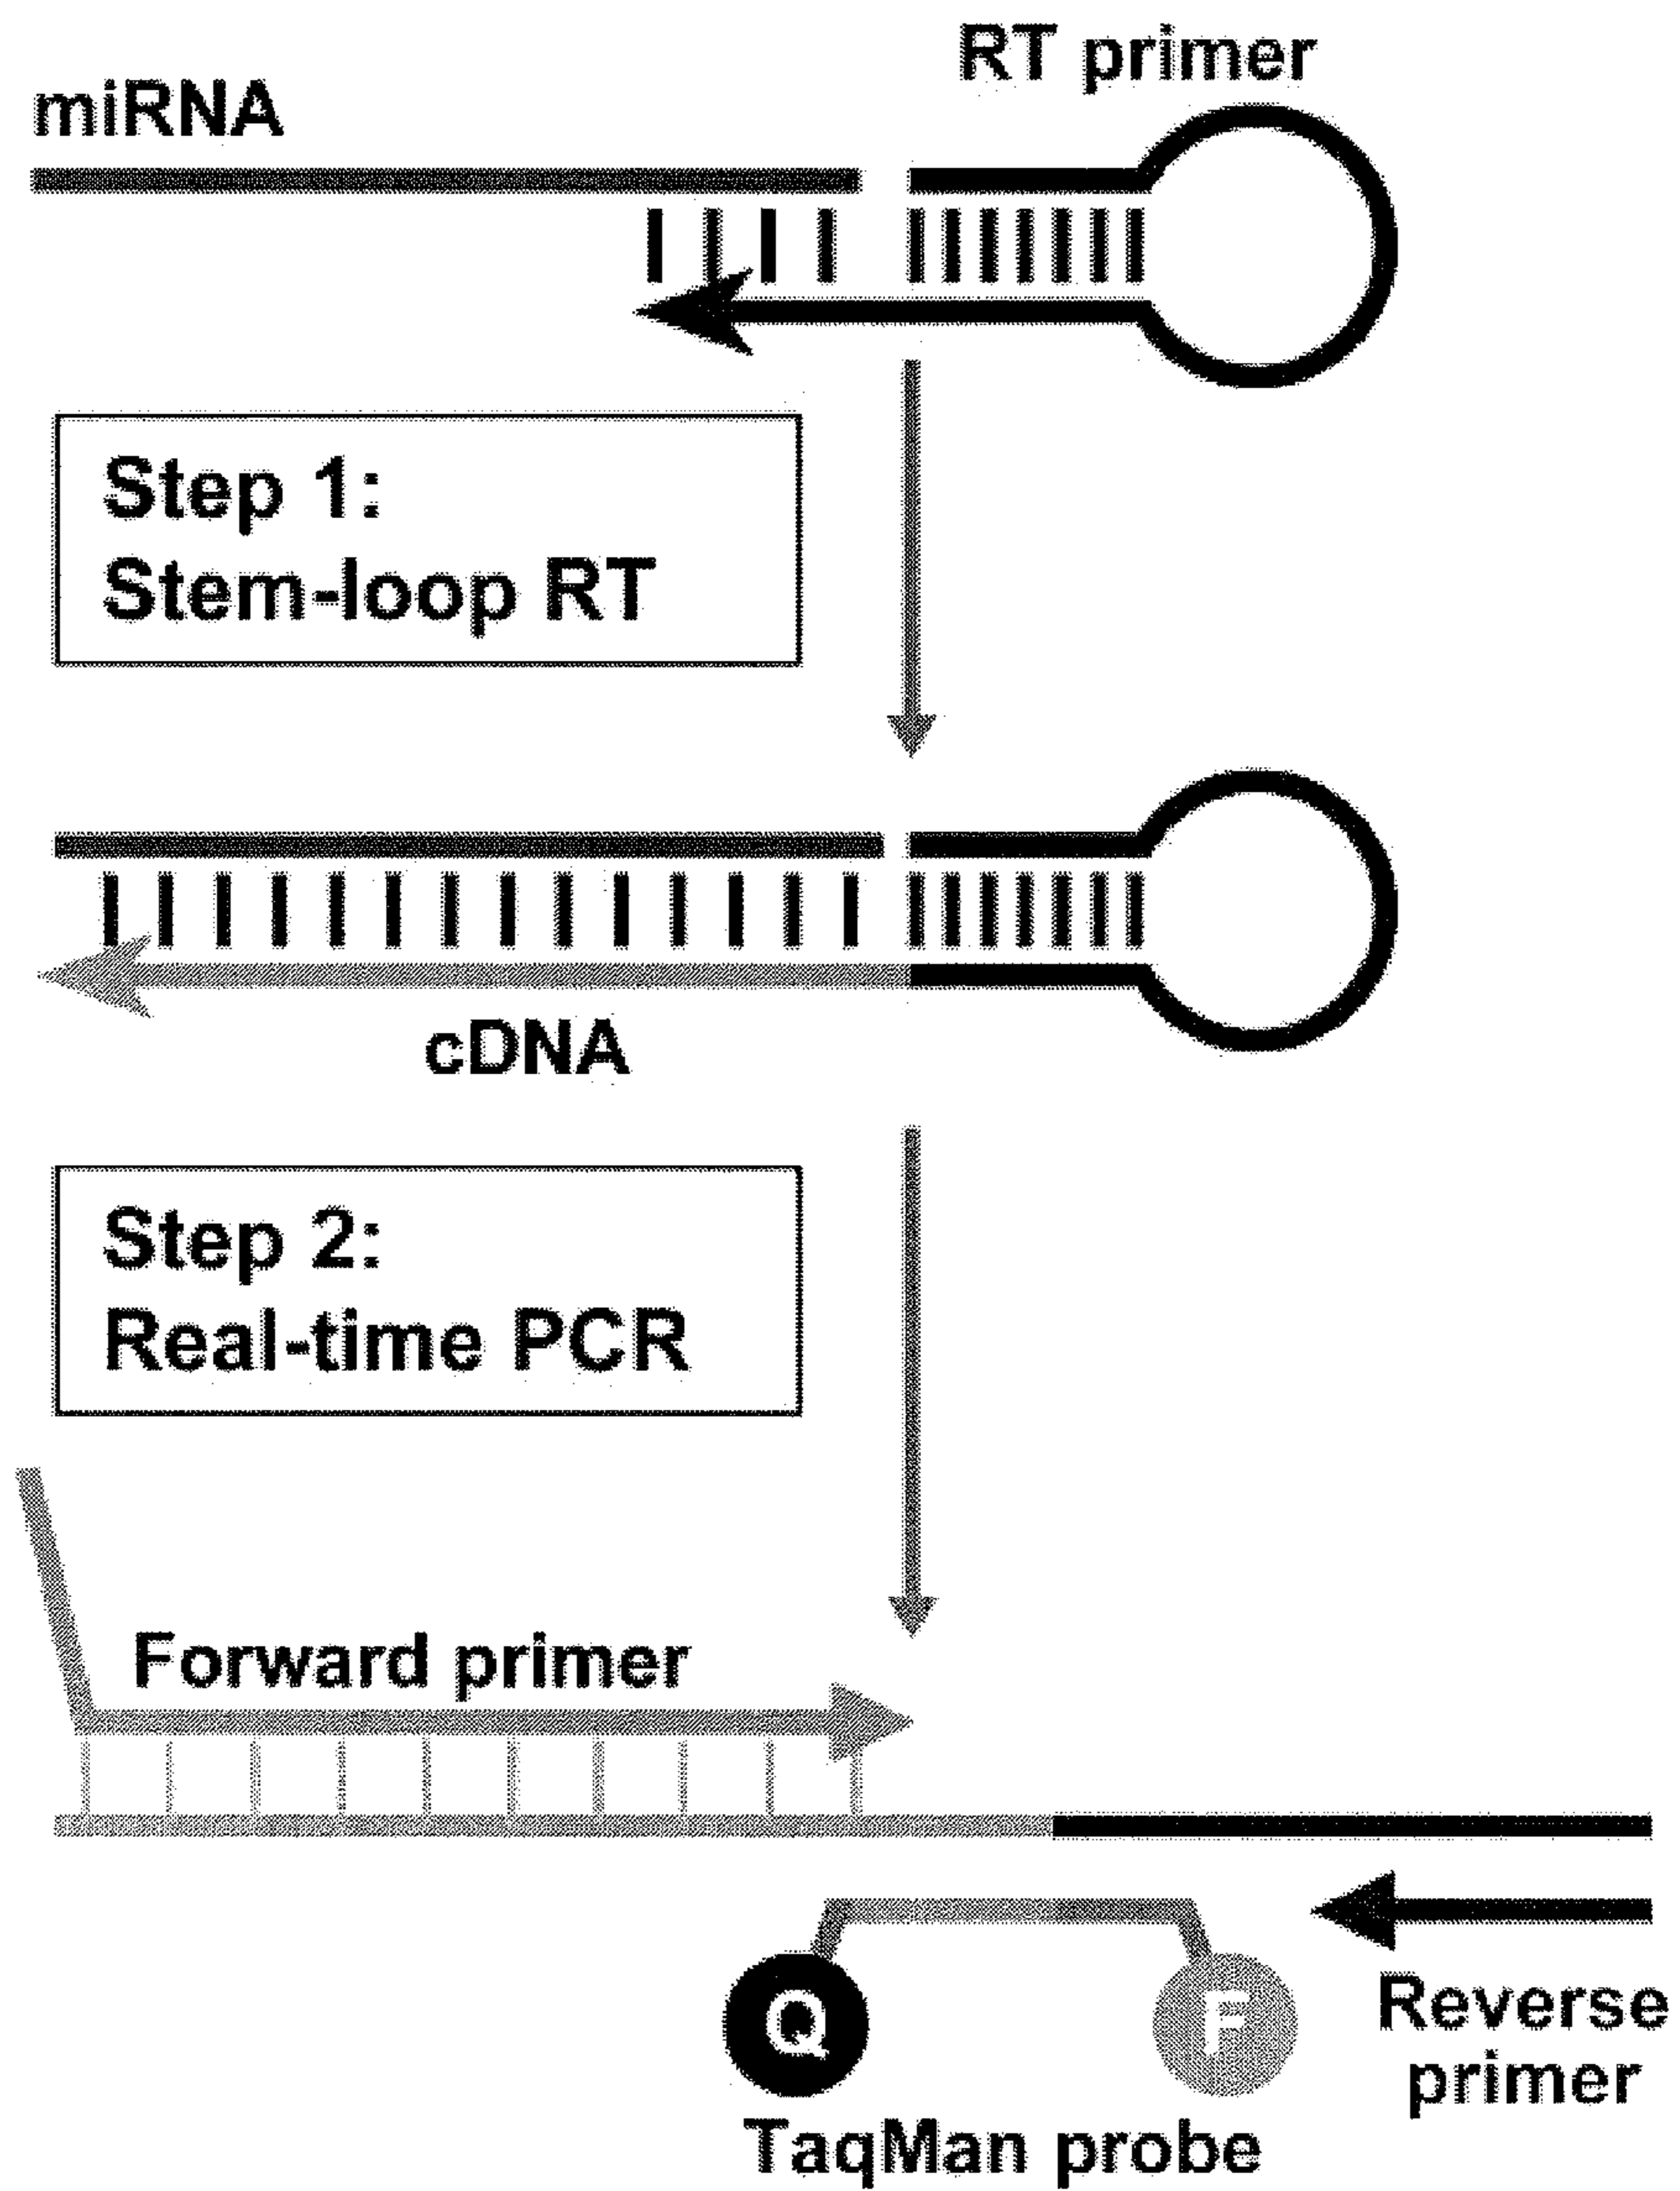 RT primer
miRNA
Step 1:
Stem-loop RT
cDNA
Step 2:
Real-time PCR
Forward primer
Q
F
Reverse
primer
TaqMan probe